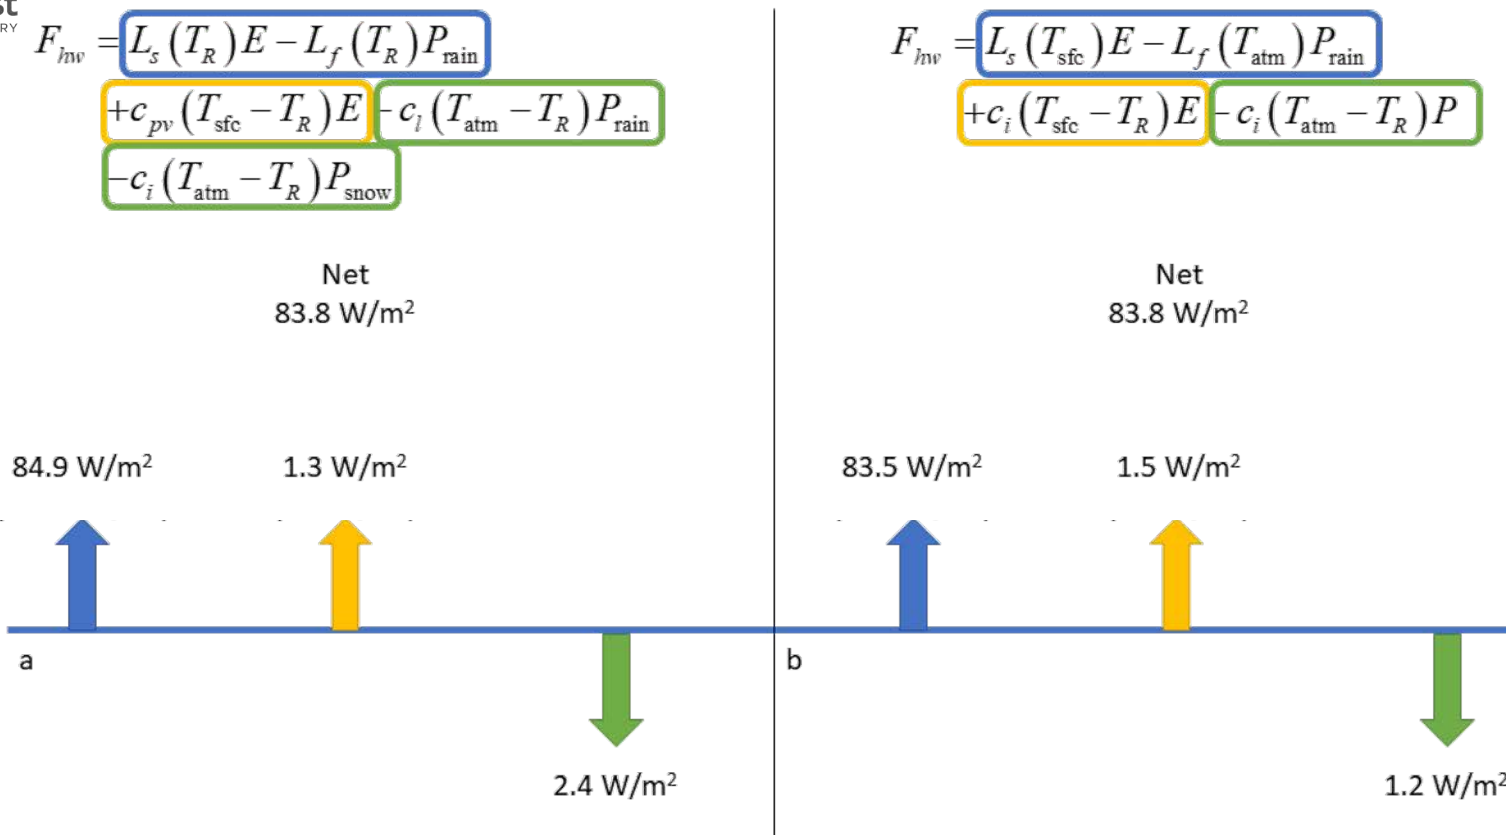 st
RY
F_hw = L_s (T_R) E − L_f (T_R) P_rain
+c_pv (T_sfc − T_R) E − c_l (T_atm − T_R) P_rain
−c_i (T_atm − T_R) P_snow
Net
83.8 W/m²
84.9 W/m²
1.3 W/m²
a
2.4 W/m²
F_hw = L_s (T_sfc) E − L_f (T_atm) P_rain
+c_i (T_sfc − T_R) E − c_i (T_atm − T_R) P
Net
83.8 W/m²
83.5 W/m²
1.5 W/m²
b
1.2 W/m²